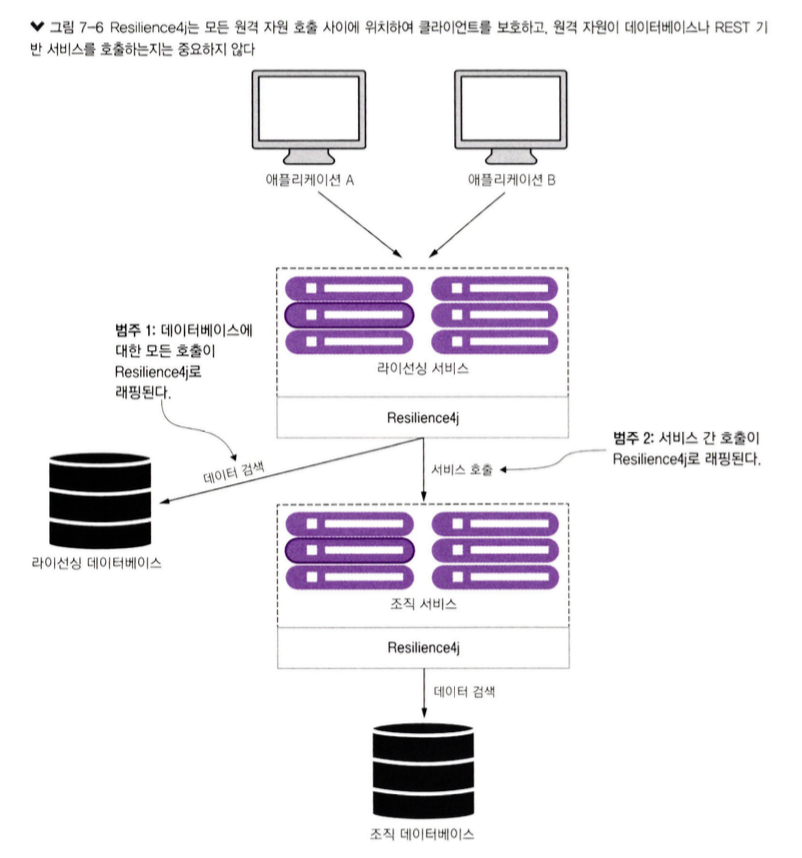 ♥ 그림 7-6 Resilience4j는 모든 원격 자원 호출 사이에 위치하여 클라이언트를 보호하고, 원격 자원이 데이터베이스나 REST 기
반 서비스를 호출하는지는 중요하지 않다
애플리케이션 A
애플리케이션 B
범주 1: 데이터베이스에
대한 모든 호출이
Resilience4j로
래핑된다.
라이선싱 서비스
Resilience4j
범주 2: 서비스 간 호출이
Resilience4j로 래핑된다.
데이터 검색
서비스 호출
라이선싱 데이터베이스
조직 서비스
Resilience4j
데이터 검색
조직 데이터베이스